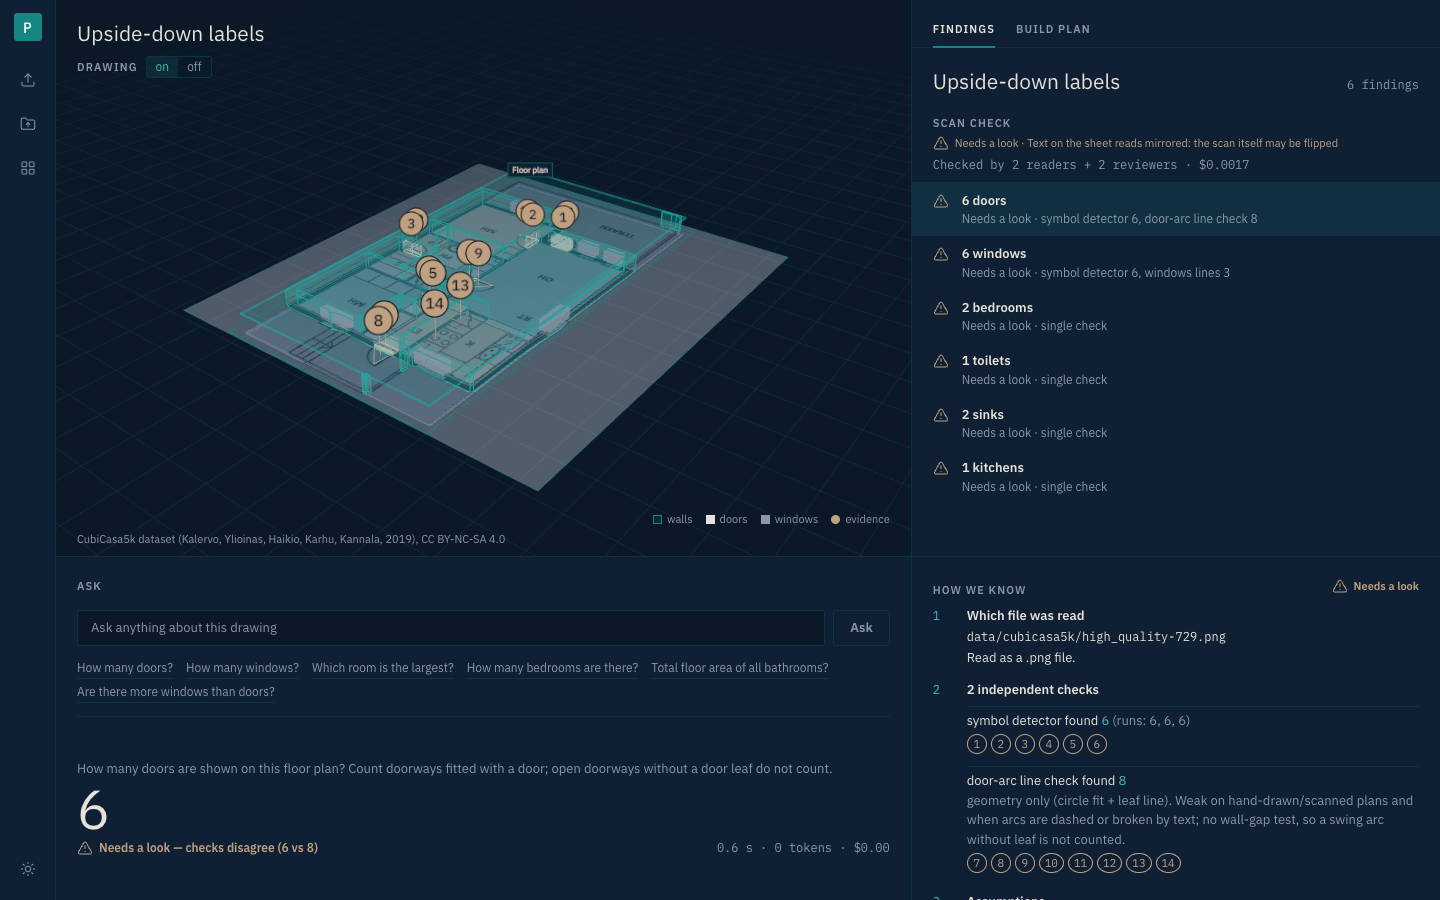 P
Upside-down labels
DRAWING on off
Floor plan
3
2
1
9
5
13
14
8
MH
TERASSI
OH
MH
RT
K
walls doors windows evidence
CubiCasa5k dataset (Kalervo, Ylioinas, Haikio, Karhu, Kannala, 2019), CC BY-NC-SA 4.0
ASK
Ask anything about this drawing
Ask
How many doors? How many windows? Which room is the largest? How many bedrooms are there? Total floor area of all bathrooms?
Are there more windows than doors?
How many doors are shown on this floor plan? Count doorways fitted with a door; open doorways without a door leaf do not count.
6
Needs a look — checks disagree (6 vs 8)
0.6 s · 0 tokens · $0.00
FINDINGS BUILD PLAN
Upside-down labels
6 findings
SCAN CHECK
Needs a look · Text on the sheet reads mirrored: the scan itself may be flipped
Checked by 2 readers + 2 reviewers · $0.0017
6 doors
Needs a look · symbol detector 6, door-arc line check 8
6 windows
Needs a look · symbol detector 6, windows lines 3
2 bedrooms
Needs a look · single check
1 toilets
Needs a look · single check
2 sinks
Needs a look · single check
1 kitchens
Needs a look · single check
HOW WE KNOW
Needs a look
1 Which file was read
data/cubicasa5k/high_quality-729.png
Read as a .png file.
2 2 independent checks
symbol detector found 6 (runs: 6, 6, 6)
1 2 3 4 5 6
door-arc line check found 8
geometry only (circle fit + leaf line). Weak on hand-drawn/scanned plans and
when arcs are dashed or broken by text; no wall-gap test, so a swing arc
without leaf is not counted.
7 8 9 10 11 12 13 14